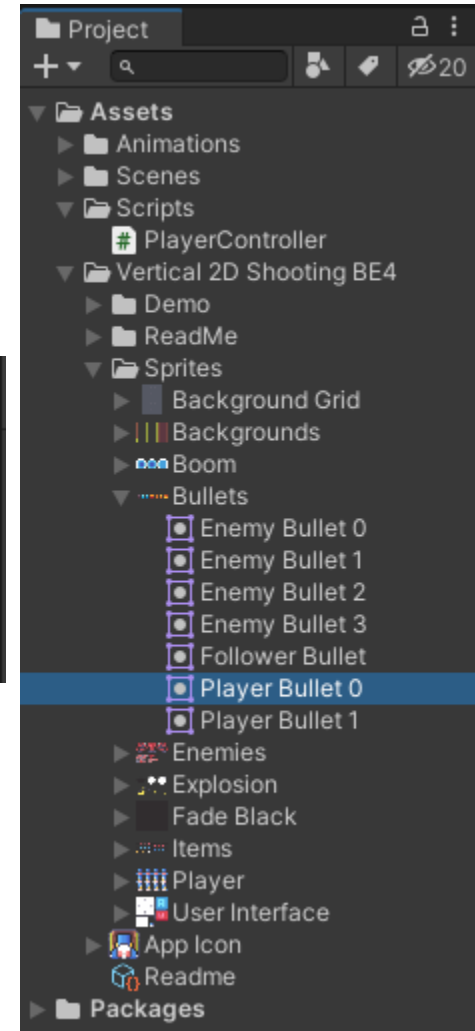 Project
20
Assets
Animations
Scenes
Scripts
# PlayerController
Vertical 2D Shooting BE4
Demo
ReadMe
Sprites
Background Grid
Backgrounds
Boom
Bullets
Enemy Bullet 0
Enemy Bullet 1
Enemy Bullet 2
Enemy Bullet 3
Follower Bullet
Player Bullet 0
Player Bullet 1
Enemies
Explosion
Fade Black
Items
Player
User Interface
App Icon
Readme
Packages